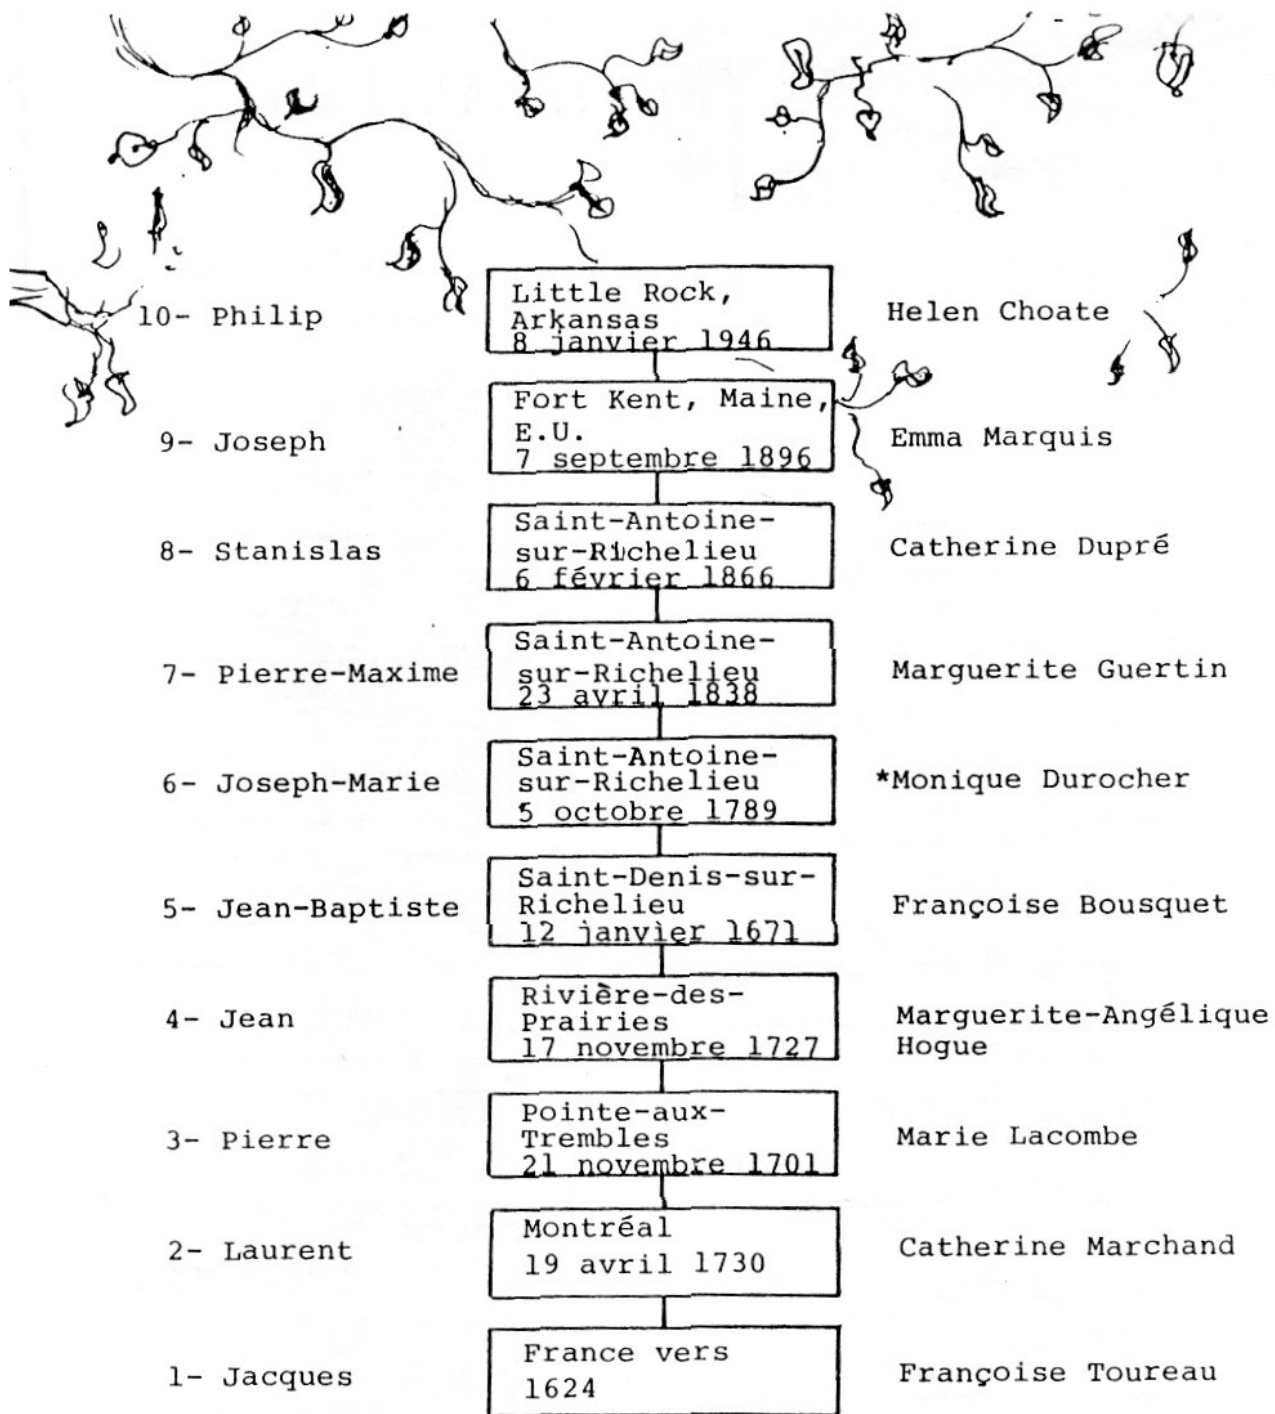 10- Philip
Little Rock,
Arkansas
8 janvier 1946
Helen Choate
9- Joseph
Fort Kent, Maine,
E.U.
7 septembre 1896
Emma Marquis
8- Stanislas
Saint-Antoine-
sur-Richelieu
6 février 1866
Catherine Dupré
7- Pierre-Maxime
Saint-Antoine-
sur-Richelieu
23 avril 1838
Marguerite Guertin
6- Joseph-Marie
Saint-Antoine-
sur-Richelieu
5 octobre 1789
*Monique Durocher
5- Jean-Baptiste
Saint-Denis-sur-
Richelieu
12 janvier 1671
Françoise Bousquet
4- Jean
Rivière-des-
Prairies
17 novembre 1727
Marguerite-Angélique
Hogue
3- Pierre
Pointe-aux-
Trembles
21 novembre 1701
Marie Lacombe
2- Laurent
Montréal
19 avril 1730
Catherine Marchand
1- Jacques
France vers
1624
Françoise Toureau